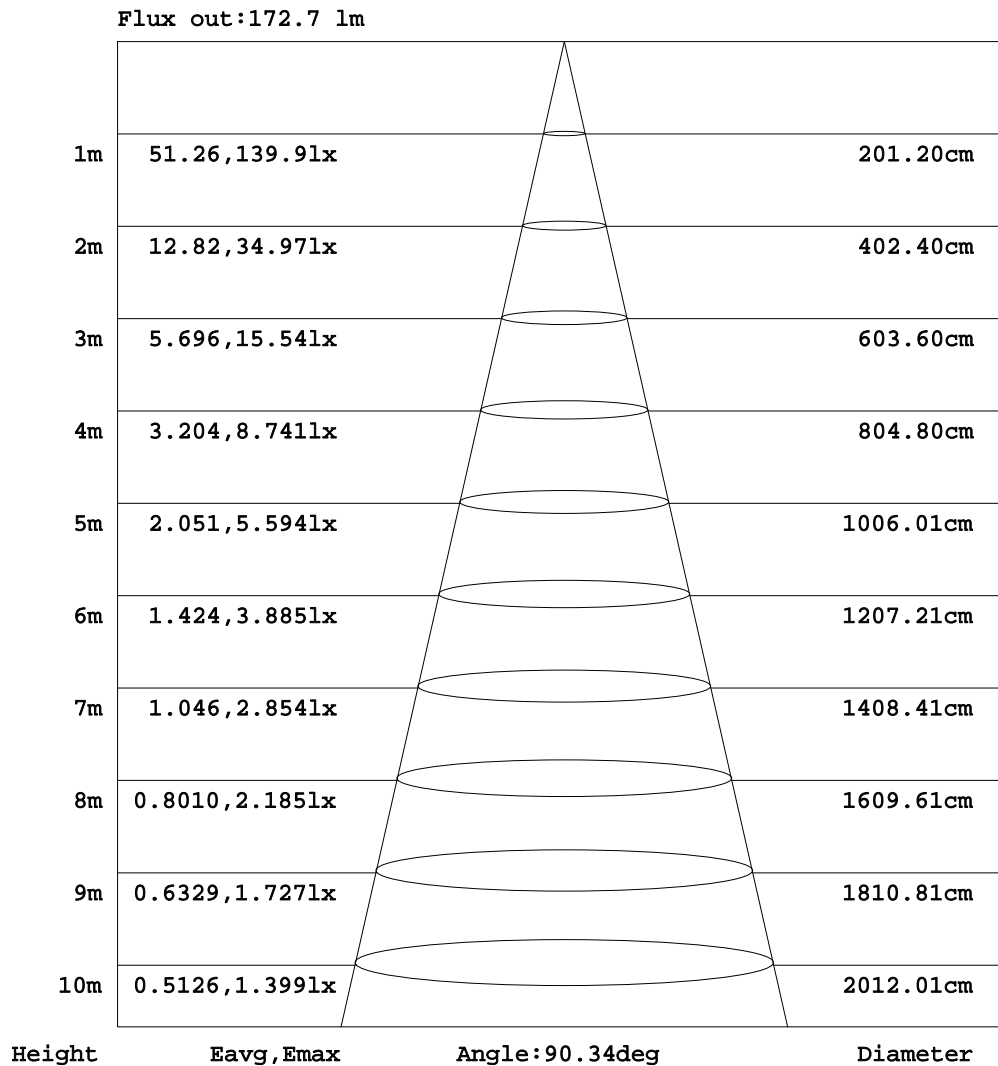 Flux out:172.7 lm
1m 51.26,139.9lx 201.20cm
2m 12.82,34.97lx 402.40cm
3m 5.696,15.54lx 603.60cm
4m 3.204,8.741lx 804.80cm
5m 2.051,5.594lx 1006.01cm
6m 1.424,3.885lx 1207.21cm
7m 1.046,2.854lx 1408.41cm
8m 0.8010,2.185lx 1609.61cm
9m 0.6329,1.727lx 1810.81cm
10m 0.5126,1.399lx 2012.01cm
Height Eavg,Emax Angle:90.34deg Diameter